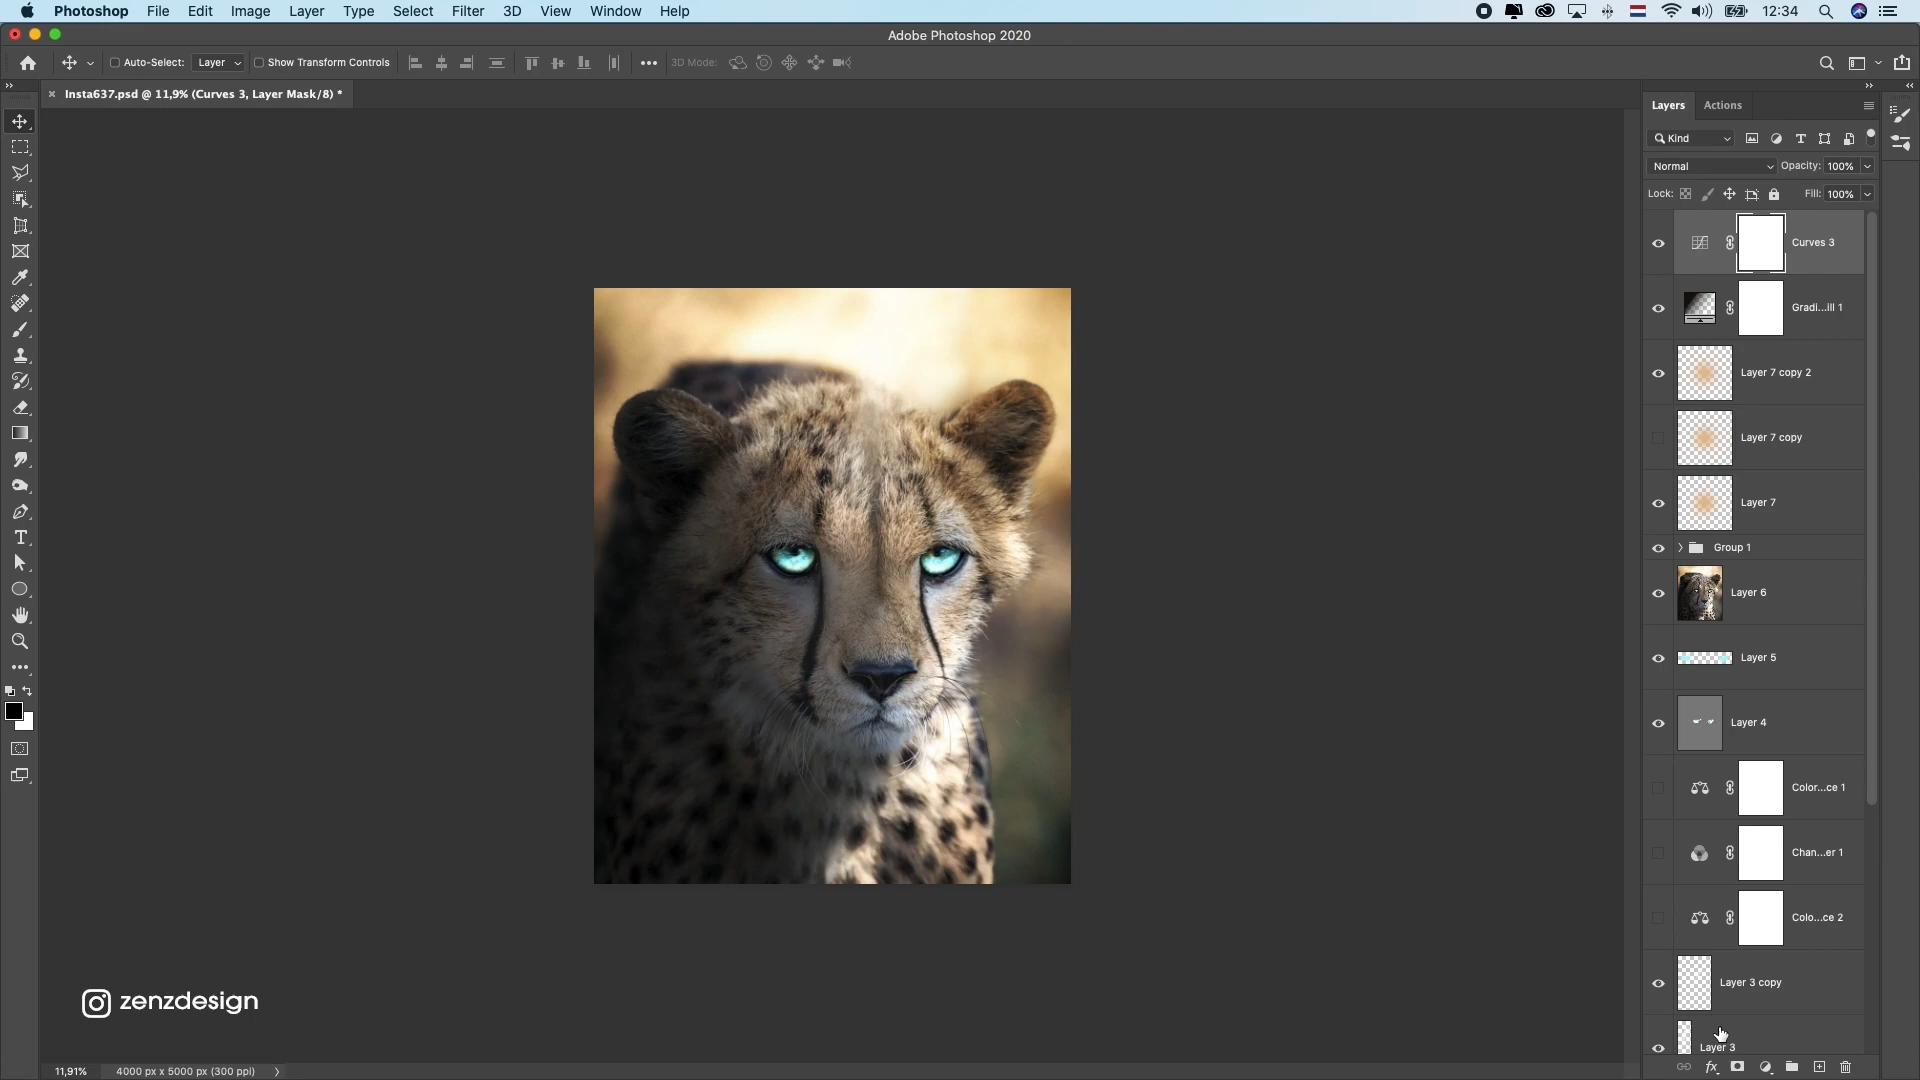 Photoshop File Edit Image Layer Type Select Filter 3D View Window Help 12:34
Adobe Photoshop 2020
Auto-Select: Layer Show Transform Controls 3D Mode:
Insta637.psd @ 11,9% (Curves 3, Layer Mask/8) *
Layers Actions
Kind
Normal Opacity: 100%
Lock: Fill: 100%
Curves 3
Gradi...ill 1
Layer 7 copy 2
Layer 7 copy
Layer 7
Group 1
Layer 6
Layer 5
Layer 4
Color...ce 1
Chan...er 1
Colo...ce 2
Layer 3 copy
Layer 3
zenzdesign
11,91% 4000 px x 5000 px (300 ppi)